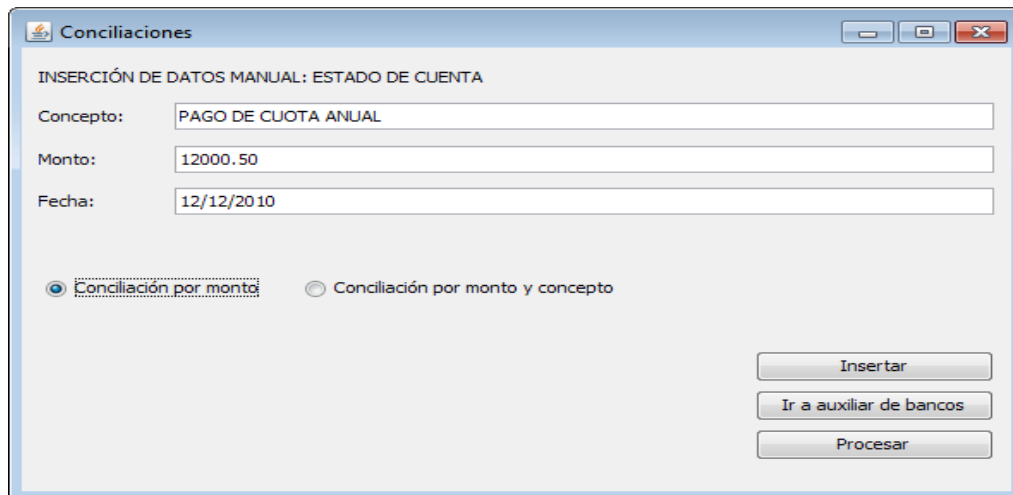 Conciliaciones
INSERCIÓN DE DATOS MANUAL: ESTADO DE CUENTA
Concepto: PAGO DE CUOTA ANUAL
Monto: 12000.50
Fecha: 12/12/2010
Conciliación por monto Conciliación por monto y concepto
Insertar
Ir a auxiliar de bancos
Procesar